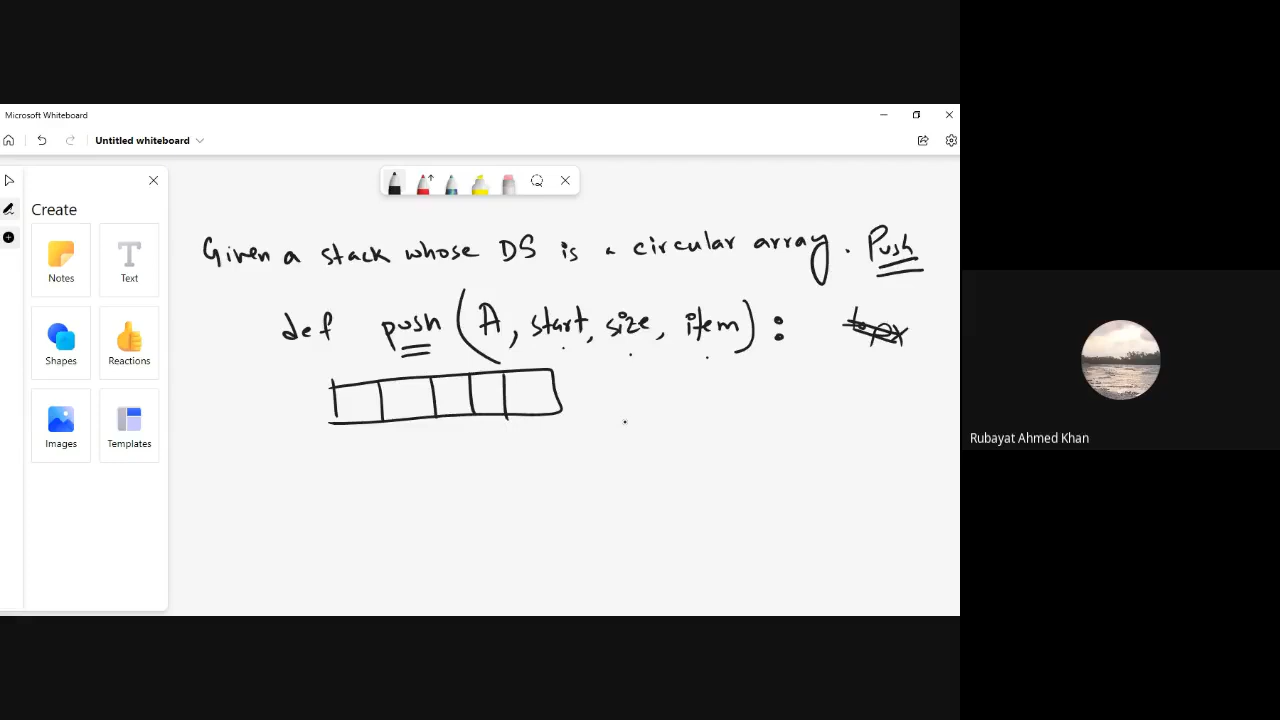 Microsoft Whiteboard
Untitled whiteboard
Create
Notes
Text
Shapes
Reactions
Images
Templates
Given a stack whose DS is a circular array. Push
def push (A, start, size, item):
Rubayat Ahmed Khan